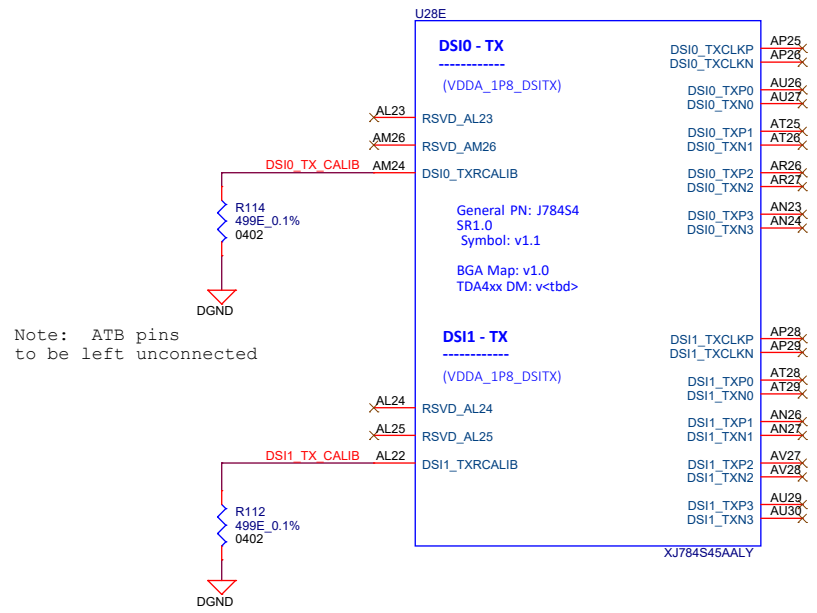 U28E
DSI0 - TX
------------
(VDDA_1P8_DSITX)
AL23
RSVD_AL23
AM26
RSVD_AM26
DSI0_TX_CALIB
AM24
DSI0_TXRCALIB
R114
499E_0.1%
0402
DGND
General PN: J784S4
SR1.0
Symbol: v1.1
BGA Map: v1.0
TDA4xx DM: v<tbd>
DSI0_TXCLKP
AP25
DSI0_TXCLKN
AP26
DSI0_TXP0
AU26
DSI0_TXN0
AU27
DSI0_TXP1
AT25
DSI0_TXN1
AT26
DSI0_TXP2
AR26
DSI0_TXN2
AR27
DSI0_TXP3
AN23
DSI0_TXN3
AN24
Note:  ATB pins
to be left unconnected
DSI1 - TX
------------
(VDDA_1P8_DSITX)
AL24
RSVD_AL24
AL25
RSVD_AL25
DSI1_TX_CALIB
AL22
DSI1_TXRCALIB
R112
499E_0.1%
0402
DGND
DSI1_TXCLKP
AP28
DSI1_TXCLKN
AP29
DSI1_TXP0
AT28
DSI1_TXN0
AT29
DSI1_TXP1
AN26
DSI1_TXN1
AN27
DSI1_TXP2
AV27
DSI1_TXN2
AV28
DSI1_TXP3
AU29
DSI1_TXN3
AU30
XJ784S45AALY